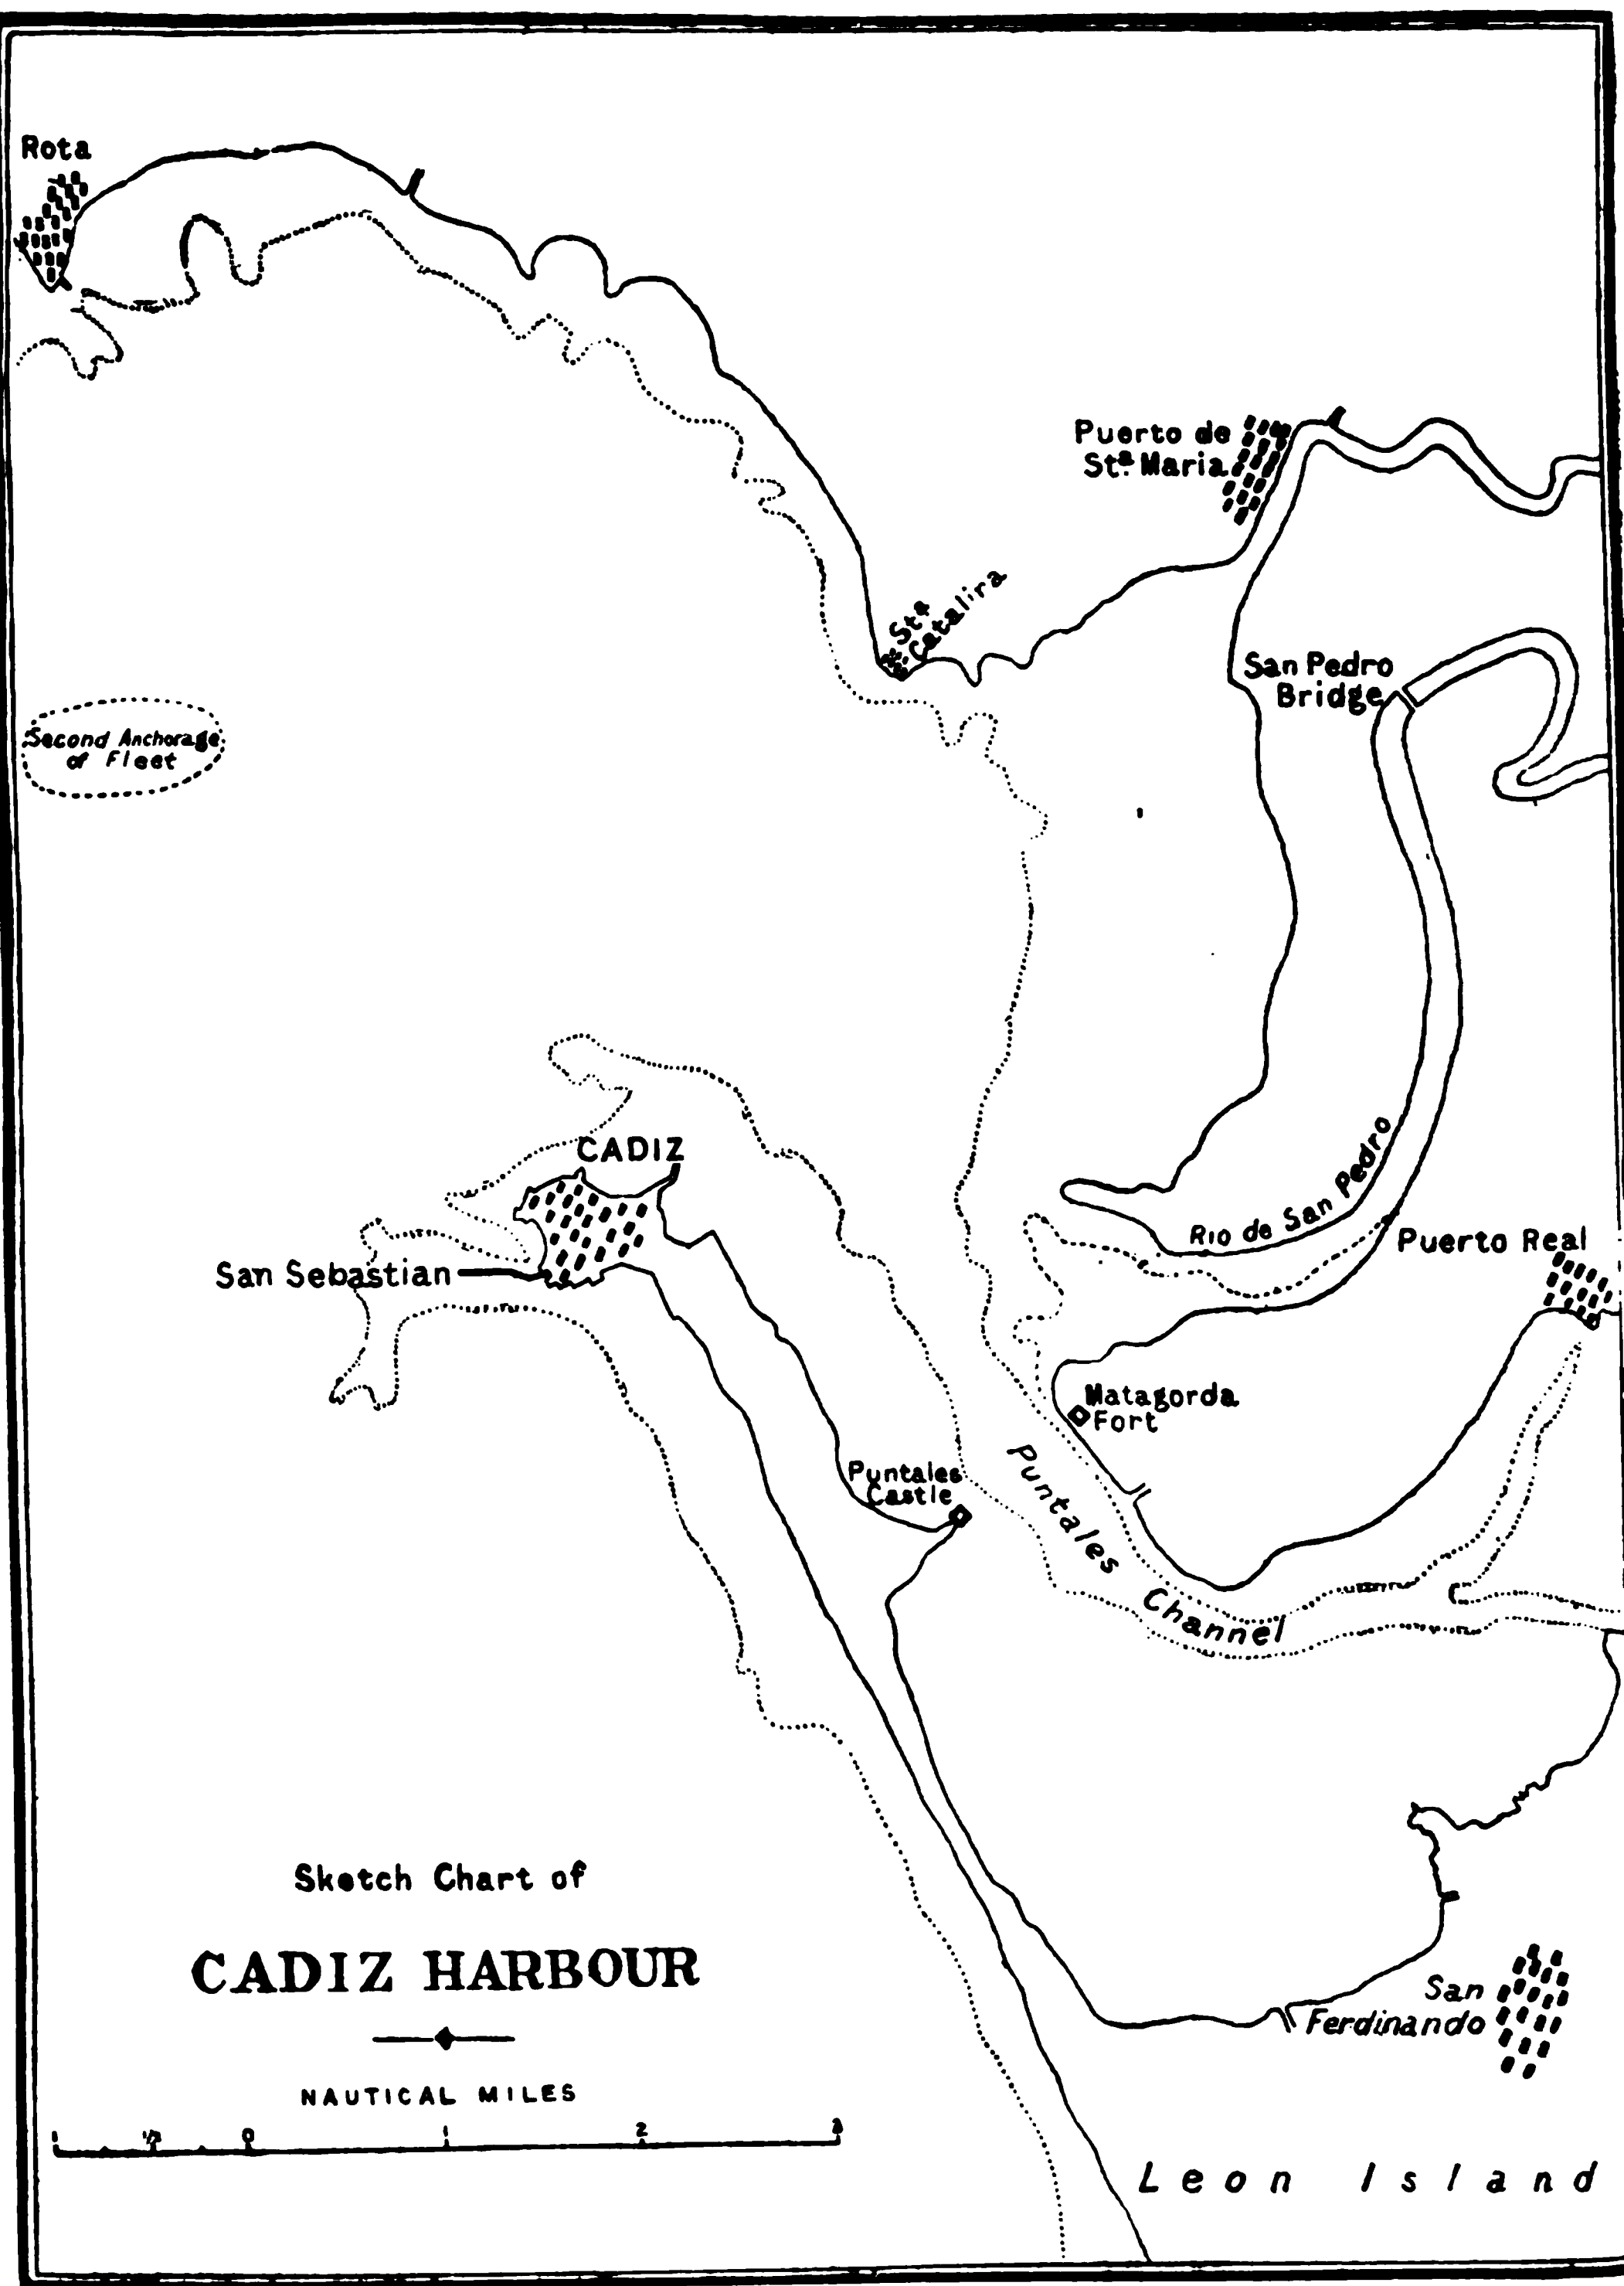 Rota
Puerto de
Sta. Maria
Sta
Catalira
San Pedro
Bridge
Second Anchorage
of Fleet
CADIZ
San Sebastian
Rio de San Pedro
Puerto Real
Matagorda
Fort
Puntales
Castle
Puntales Channel
Sketch Chart of
CADIZ HARBOUR
San
Ferdinando
NAUTICAL MILES
1 ½ 0 1 2 3
Leon Island